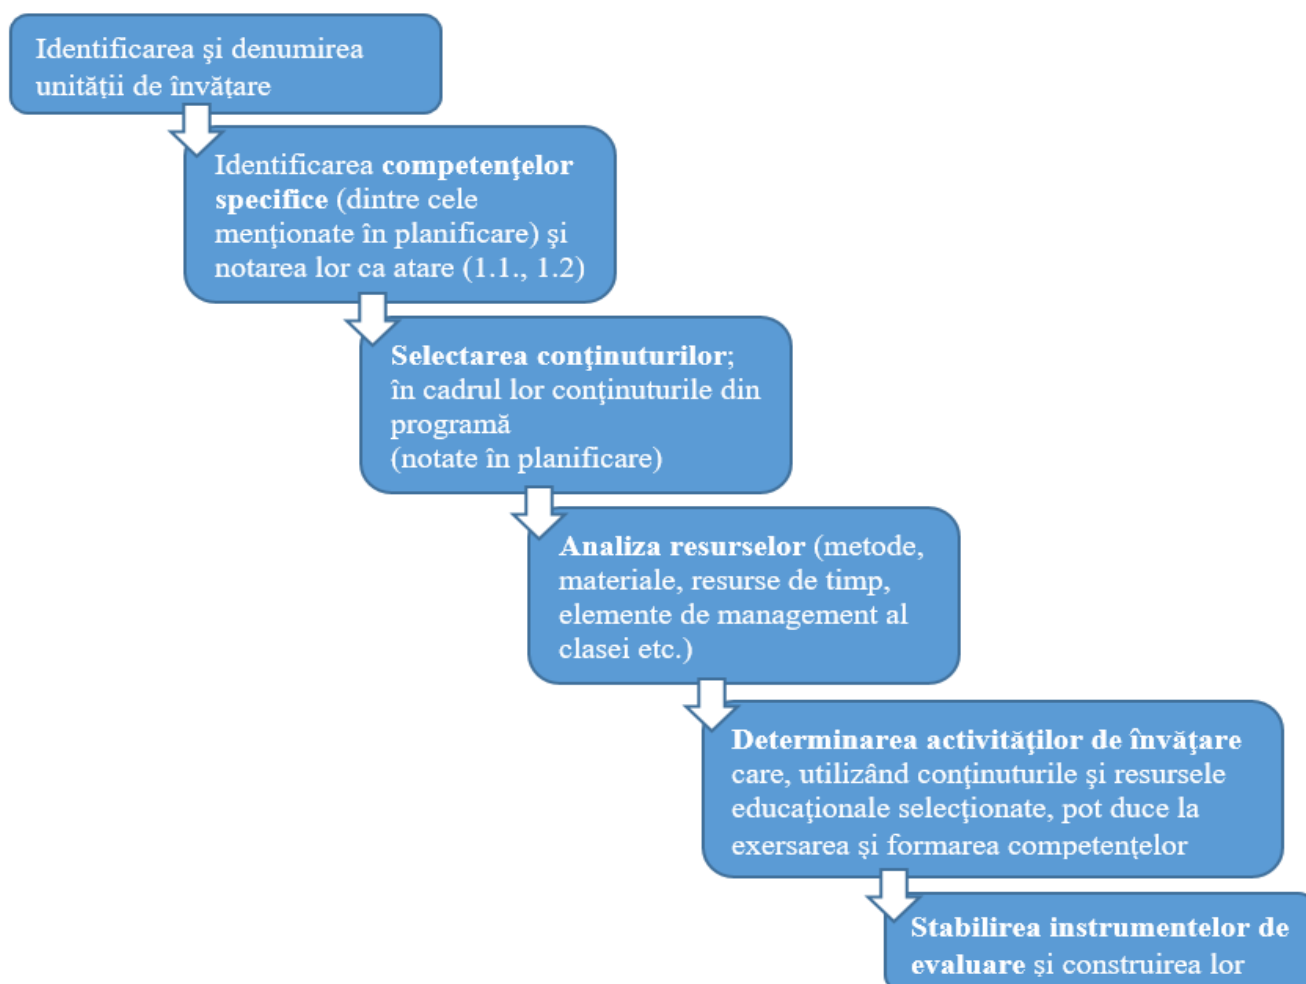 Identificarea şi denumirea
unităţii de învăţare
Identificarea competenţelor
specifice (dintre cele
menţionate în planificare) şi
notarea lor ca atare (1.1., 1.2)
Selectarea conţinuturilor;
în cadrul lor conţinuturile din
programă
(notate în planificare)
Analiza resurselor (metode,
materiale, resurse de timp,
elemente de management al
clasei etc.)
Determinarea activităţilor de învăţare
care, utilizând conţinuturile şi resursele
educaţionale selecţionate, pot duce la
exersarea și formarea competențelor
Stabilirea instrumentelor de
evaluare și construirea lor